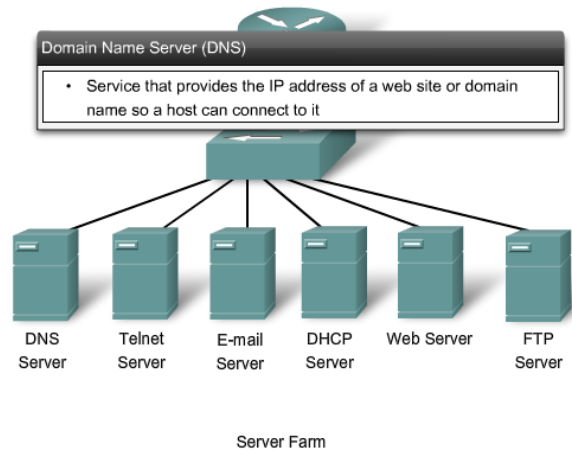 Domain Name Server (DNS)
• Service that provides the IP address of a web site or domain
name so a host can connect to it
DNS
Server
Telnet
Server
E-mail
Server
DHCP
Server
Web Server
FTP
Server
Server Farm